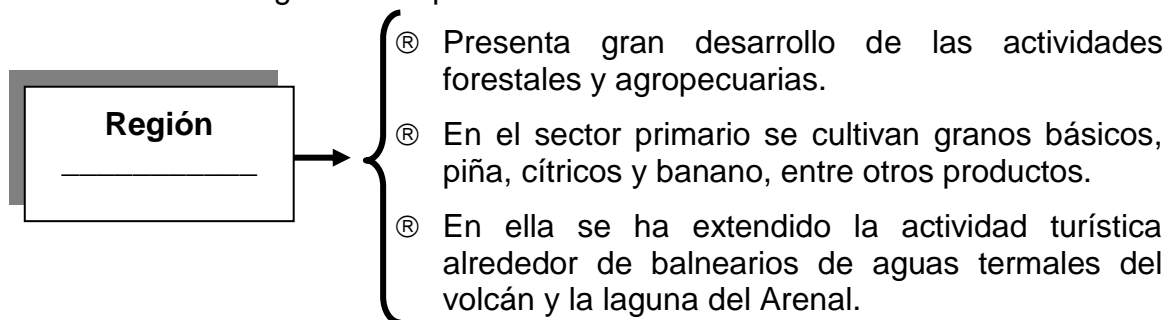 Región
____________
® Presenta gran desarrollo de las actividades
forestales y agropecuarias.
® En el sector primario se cultivan granos básicos,
piña, cítricos y banano, entre otros productos.
® En ella se ha extendido la actividad turística
alrededor de balnearios de aguas termales del
volcán y la laguna del Arenal.